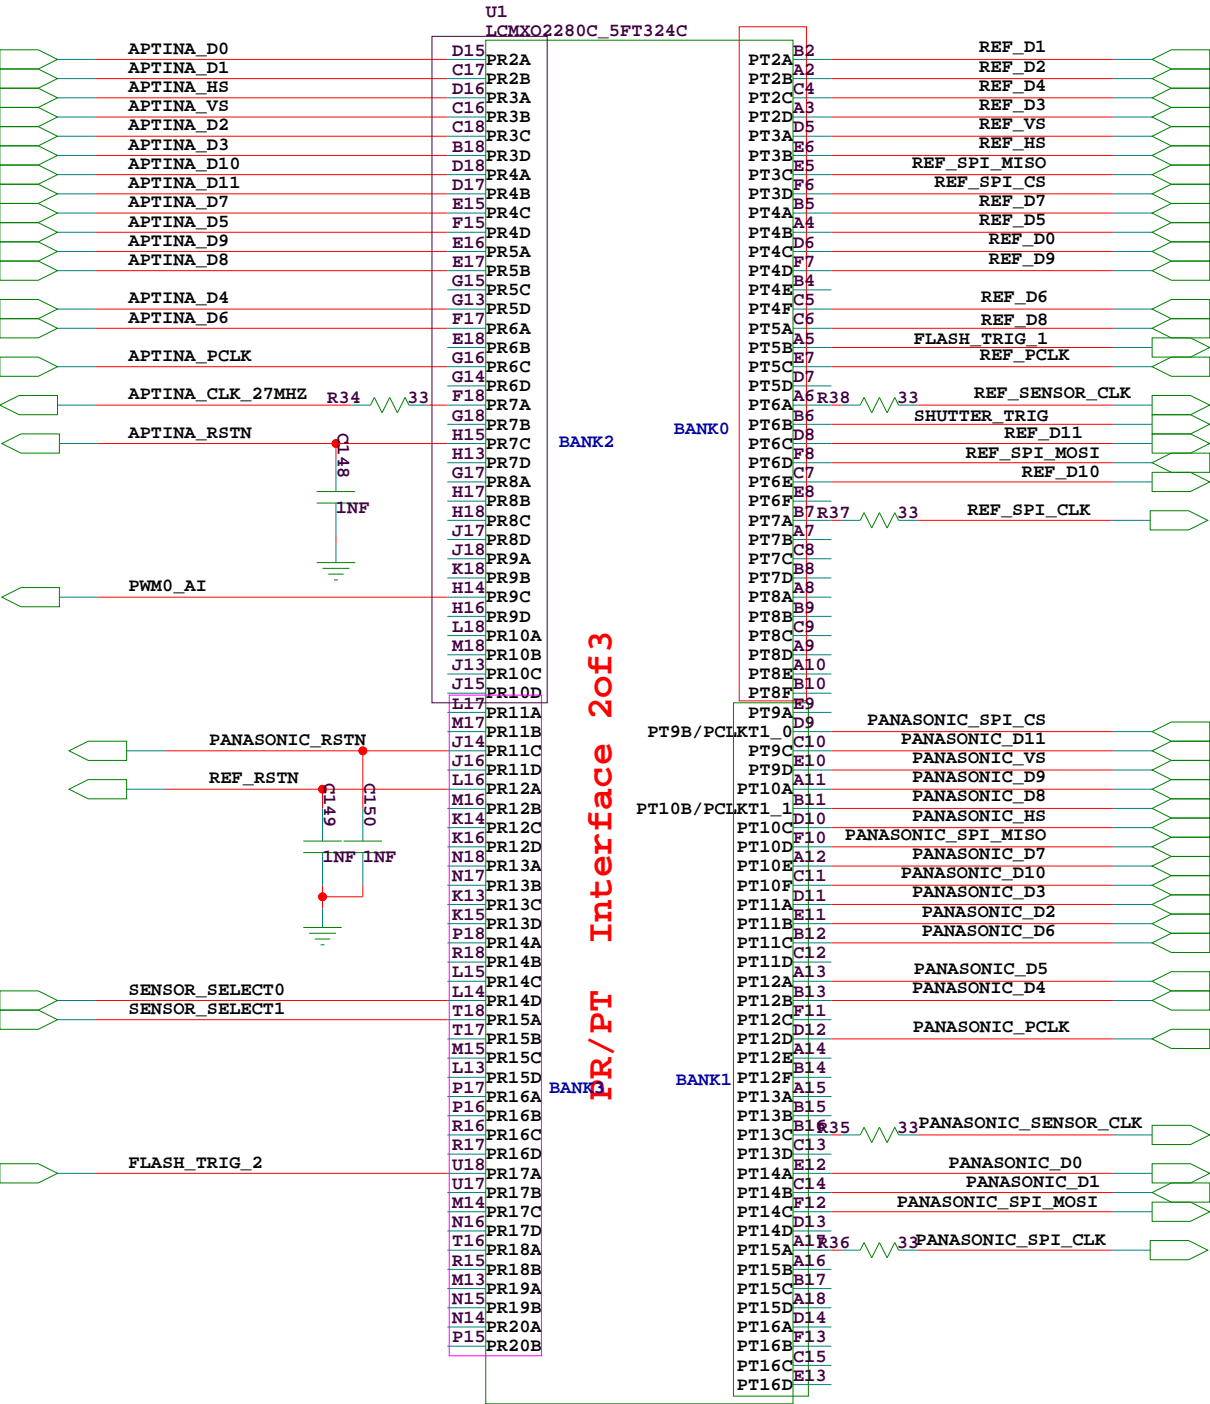 U1
LCMXO2280C_5FT324C
APTINA_D0 D15 PR2A
APTINA_D1 C17 PR2B
APTINA_HS D16 PR3A
APTINA_VS C16 PR3B
APTINA_D2 C18 PR3C
APTINA_D3 B18 PR3D
APTINA_D10 D18 PR4A
APTINA_D11 D17 PR4B
APTINA_D7 E15 PR4C
APTINA_D5 F15 PR4D
APTINA_D9 E16 PR5A
APTINA_D8 E17 PR5B
G15 PR5C
APTINA_D4 G13 PR5D
APTINA_D6 F17 PR6A
E18 PR6B
APTINA_PCLK G16 PR6C
G14 PR6D
APTINA_CLK_27MHZ R34 33 F18 PR7A
G18 PR7B
APTINA_RSTN H15 PR7C
C148
1NF
H13 PR7D
G17 PR8A
H17 PR8B
H18 PR8C
J17 PR8D
J18 PR9A
K18 PR9B
PWM0_AI H14 PR9C
H16 PR9D
L18 PR10A
M18 PR10B
J13 PR10C
J15 PR10D
L17 PR11A
M17 PR11B
PANASONIC_RSTN J14 PR11C
J16 PR11D
REF_RSTN L16 PR12A
C149
C150
1NF
1NF
M16 PR12B
K14 PR12C
K16 PR12D
N18 PR13A
N17 PR13B
K13 PR13C
K15 PR13D
P18 PR14A
R18 PR14B
L15 PR14C
SENSOR_SELECT0 L14 PR14D
SENSOR_SELECT1 T18 PR15A
T17 PR15B
M15 PR15C
L13 PR15D
P17 PR16A
P16 PR16B
R16 PR16C
R17 PR16D
FLASH_TRIG_2 U18 PR17A
U17 PR17B
M14 PR17C
N16 PR17D
T16 PR18A
R15 PR18B
M13 PR19A
N15 PR19B
N14 PR20A
P15 PR20B
BANK2
BANK3
PR/PT Interface 2of3
BANK0
BANK1
PT2A B2 REF_D1
PT2B A2 REF_D2
PT2C C4 REF_D4
PT2D A3 REF_D3
PT3A D5 REF_VS
PT3B E6 REF_HS
PT3C E5 REF_SPI_MISO
PT3D F6 REF_SPI_CS
PT4A B5 REF_D7
PT4B A4 REF_D5
PT4C D6 REF_D0
PT4D F7 REF_D9
PT4E B4
PT4F C5 REF_D6
PT5A C6 REF_D8
PT5B A5 FLASH_TRIG_1
PT5C E7 REF_PCLK
PT5D D7
PT6A A6 R38 33 REF_SENSOR_CLK
PT6B B6 SHUTTER_TRIG
PT6C D8 REF_D11
PT6D F8 REF_SPI_MOSI
PT6E C7 REF_D10
PT6F E8
PT7A B7 R37 33 REF_SPI_CLK
PT7B A7
PT7C C8
PT7D B8
PT8A A8
PT8B B9
PT8C C9
PT8D A9
PT8E A10
PT8F B10
PT9A E9
PT9B/PCLKT1_0 D9 PANASONIC_SPI_CS
PT9C C10 PANASONIC_D11
PT9D E10 PANASONIC_VS
PT10A A11 PANASONIC_D9
PT10B/PCLKT1_1 B11 PANASONIC_D8
PT10C D10 PANASONIC_HS
PT10D F10 PANASONIC_SPI_MISO
PT10E A12 PANASONIC_D7
PT10F C11 PANASONIC_D10
PT11A D11 PANASONIC_D3
PT11B E11 PANASONIC_D2
PT11C B12 PANASONIC_D6
PT11D C12
PT12A A13 PANASONIC_D5
PT12B B13 PANASONIC_D4
PT12C F11
PT12D D12 PANASONIC_PCLK
PT12E A14
PT12F B14
PT13A A15
PT13B B15
PT13C B16 R35 33 PANASONIC_SENSOR_CLK
PT13D C13
PT14A E12 PANASONIC_D0
PT14B C14 PANASONIC_D1
PT14C F12 PANASONIC_SPI_MOSI
PT14D D13
PT15A A17 R36 33 PANASONIC_SPI_CLK
PT15B A16
PT15C B17
PT15D A18
PT16A D14
PT16B F13
PT16C C15
PT16D E13